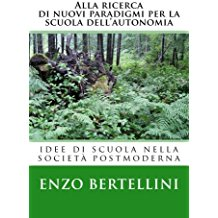 Alla ricerca
di nuovi paradigmi per la
scuola dell'autonomia
idee di scuola nella
società postmoderna
Enzo Bertellini